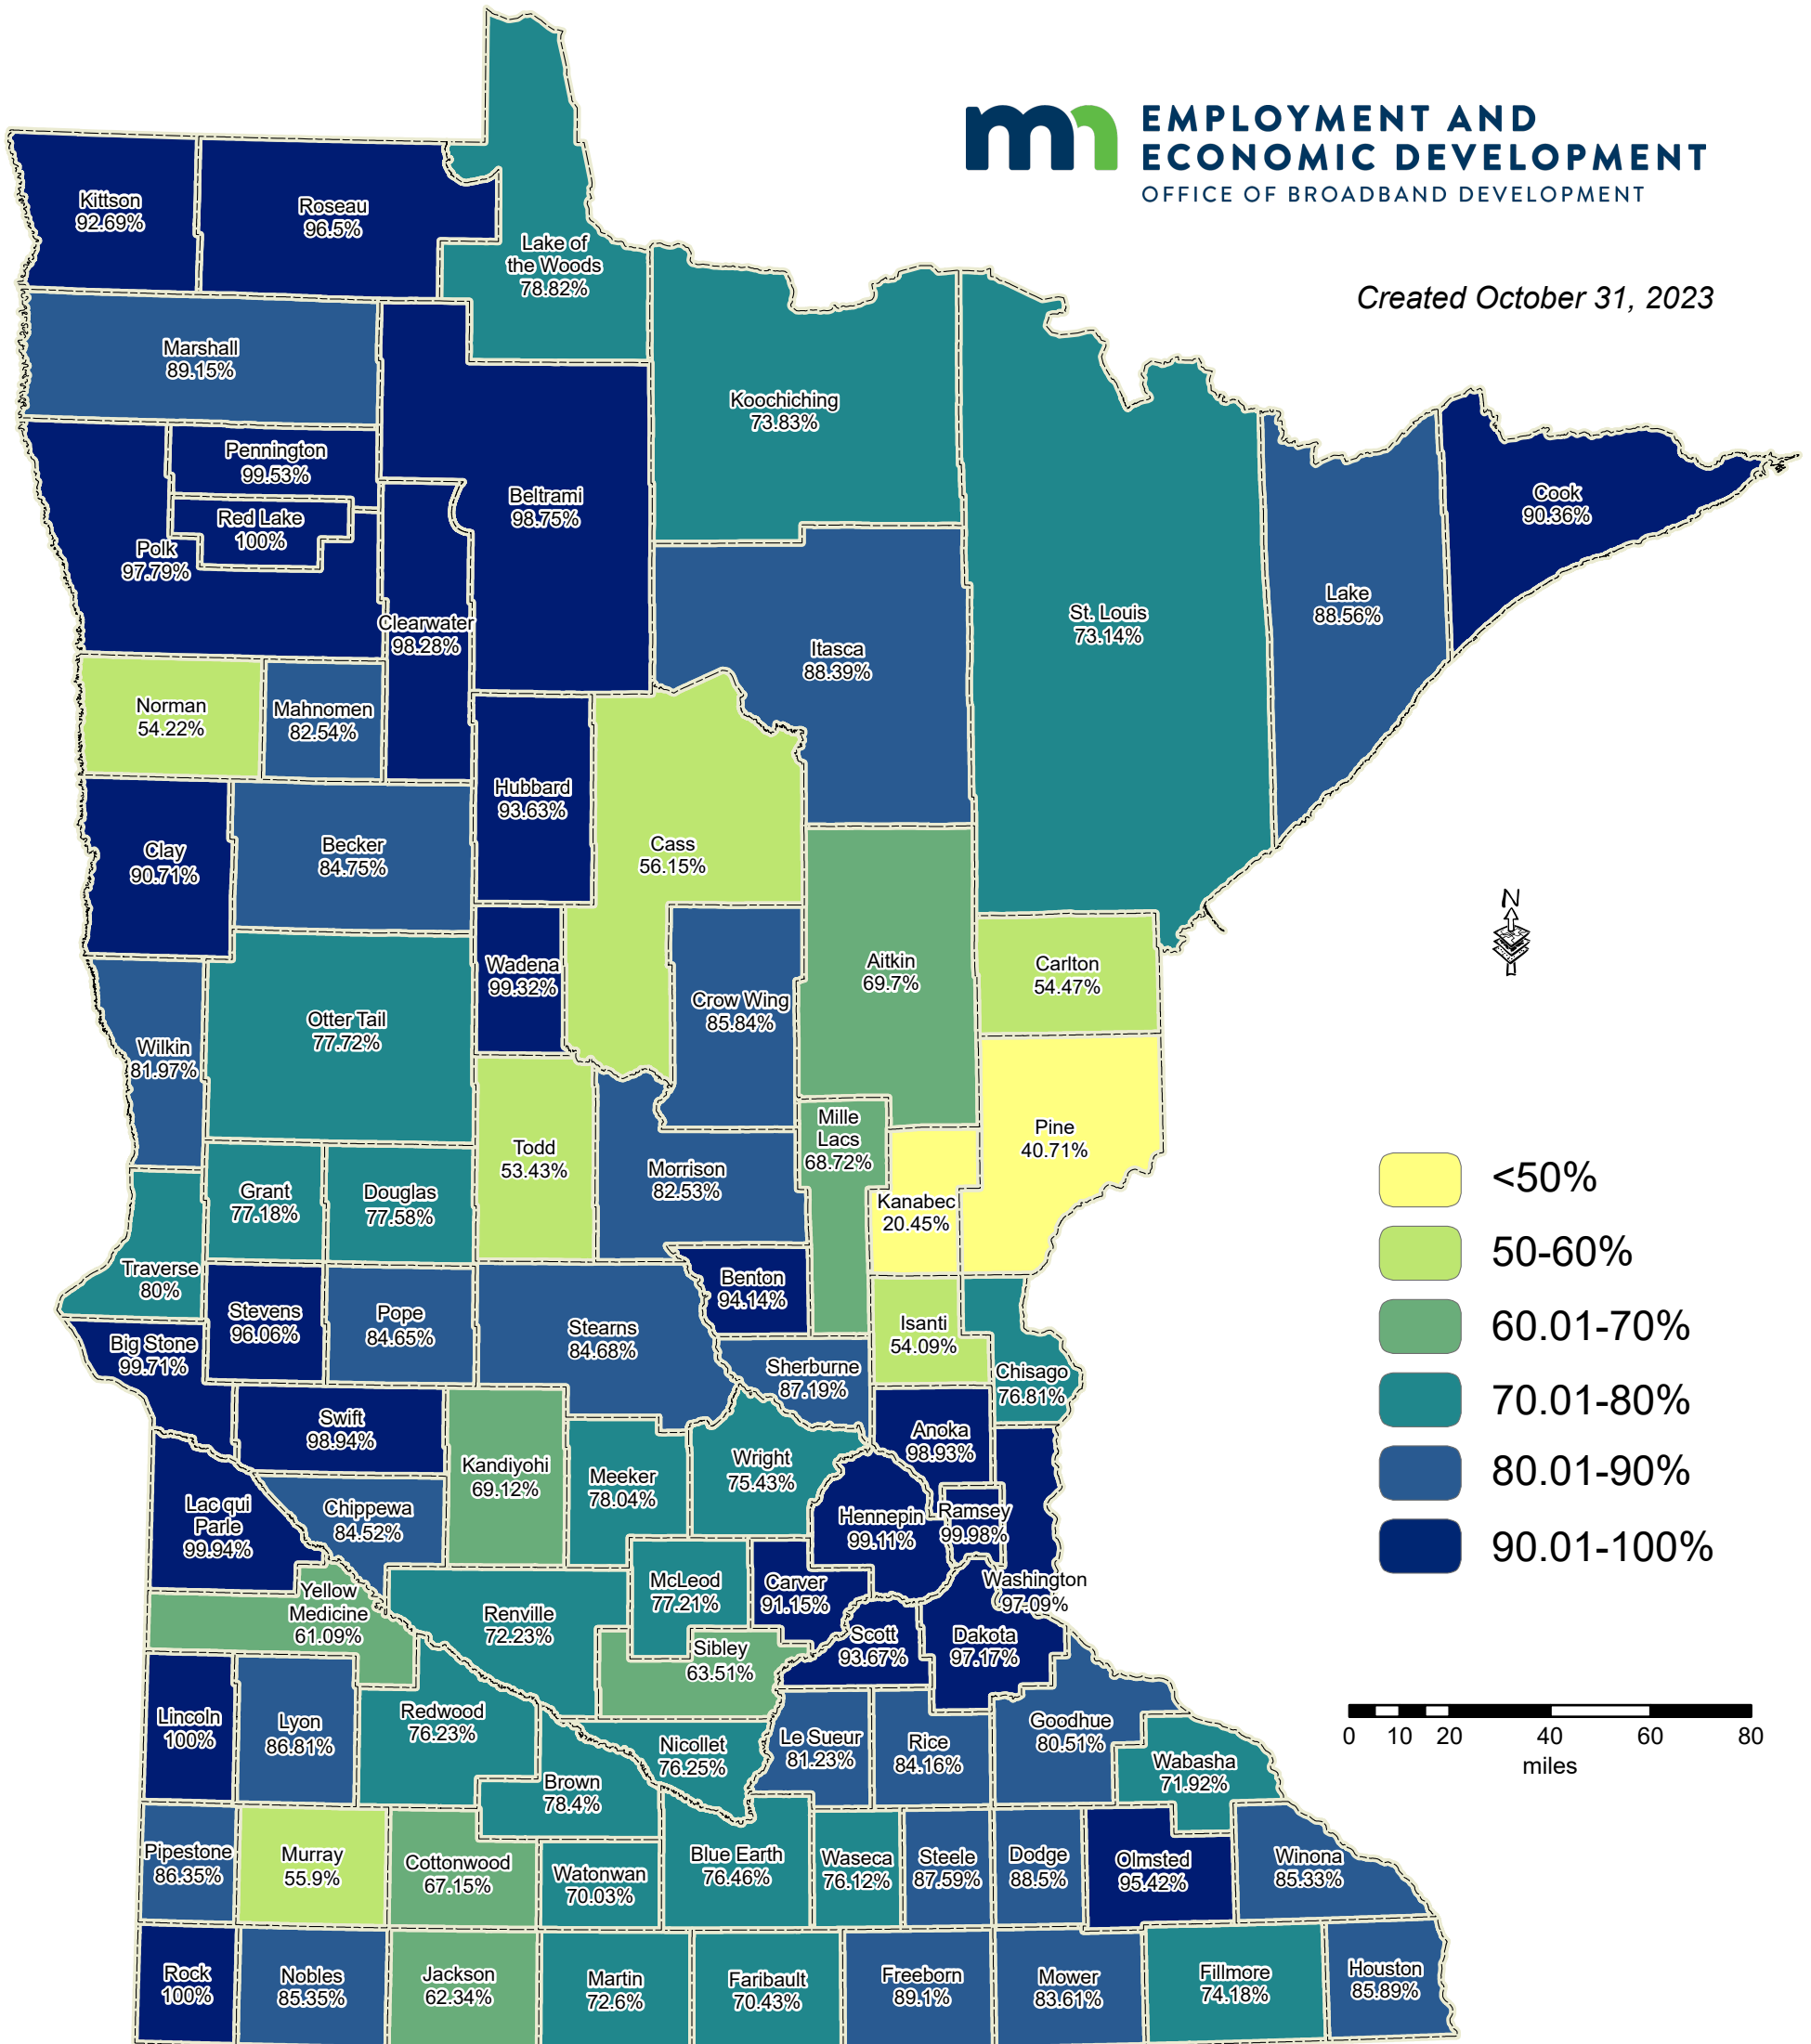 mn
EMPLOYMENT AND
ECONOMIC DEVELOPMENT
OFFICE OF BROADBAND DEVELOPMENT
Created October 31, 2023
Kittson
92.69%
Roseau
96.5%
Lake of
the Woods
78.82%
Marshall
89.15%
Koochiching
73.83%
Pennington
99.53%
Beltrami
98.75%
Cook
90.36%
Red Lake
100%
Polk
97.79%
Lake
88.56%
St. Louis
73.14%
Clearwater
98.28%
Itasca
88.39%
Norman
54.22%
Mahnomen
82.54%
Hubbard
93.63%
Cass
56.15%
Clay
90.71%
Becker
84.75%
N
Wadena
99.32%
Aitkin
69.7%
Carlton
54.47%
Crow Wing
85.84%
Otter Tail
77.72%
Wilkin
81.97%
Mille
Lacs
68.72%
Pine
40.71%
Todd
53.43%
Morrison
82.53%
Grant
77.18%
Douglas
77.58%
Kanabec
20.45%
Traverse
80%
Benton
94.14%
Stevens
96.06%
Pope
84.65%
Stearns
84.68%
Isanti
54.09%
Big Stone
99.71%
Sherburne
87.19%
Chisago
76.81%
Swift
98.94%
Anoka
98.93%
Kandiyohi
69.12%
Meeker
78.04%
Wright
75.43%
Lac qui
Parle
99.94%
Chippewa
84.52%
Hennepin
99.11%
Ramsey
99.98%
Yellow
Medicine
61.09%
McLeod
77.21%
Carver
91.15%
Washington
97.09%
Renville
72.23%
Sibley
63.51%
Scott
93.67%
Dakota
97.17%
Lincoln
100%
Lyon
86.81%
Redwood
76.23%
Nicollet
76.25%
Le Sueur
81.23%
Rice
84.16%
Goodhue
80.51%
Wabasha
71.92%
Brown
78.4%
Pipestone
86.35%
Murray
55.9%
Cottonwood
67.15%
Watonwan
70.03%
Blue Earth
76.46%
Waseca
76.12%
Steele
87.59%
Dodge
88.5%
Olmsted
95.42%
Winona
85.33%
Rock
100%
Nobles
85.35%
Jackson
62.34%
Martin
72.6%
Faribault
70.43%
Freeborn
89.1%
Mower
83.61%
Fillmore
74.18%
Houston
85.89%
<50%
50-60%
60.01-70%
70.01-80%
80.01-90%
90.01-100%
0 10 20 40 60 80
miles